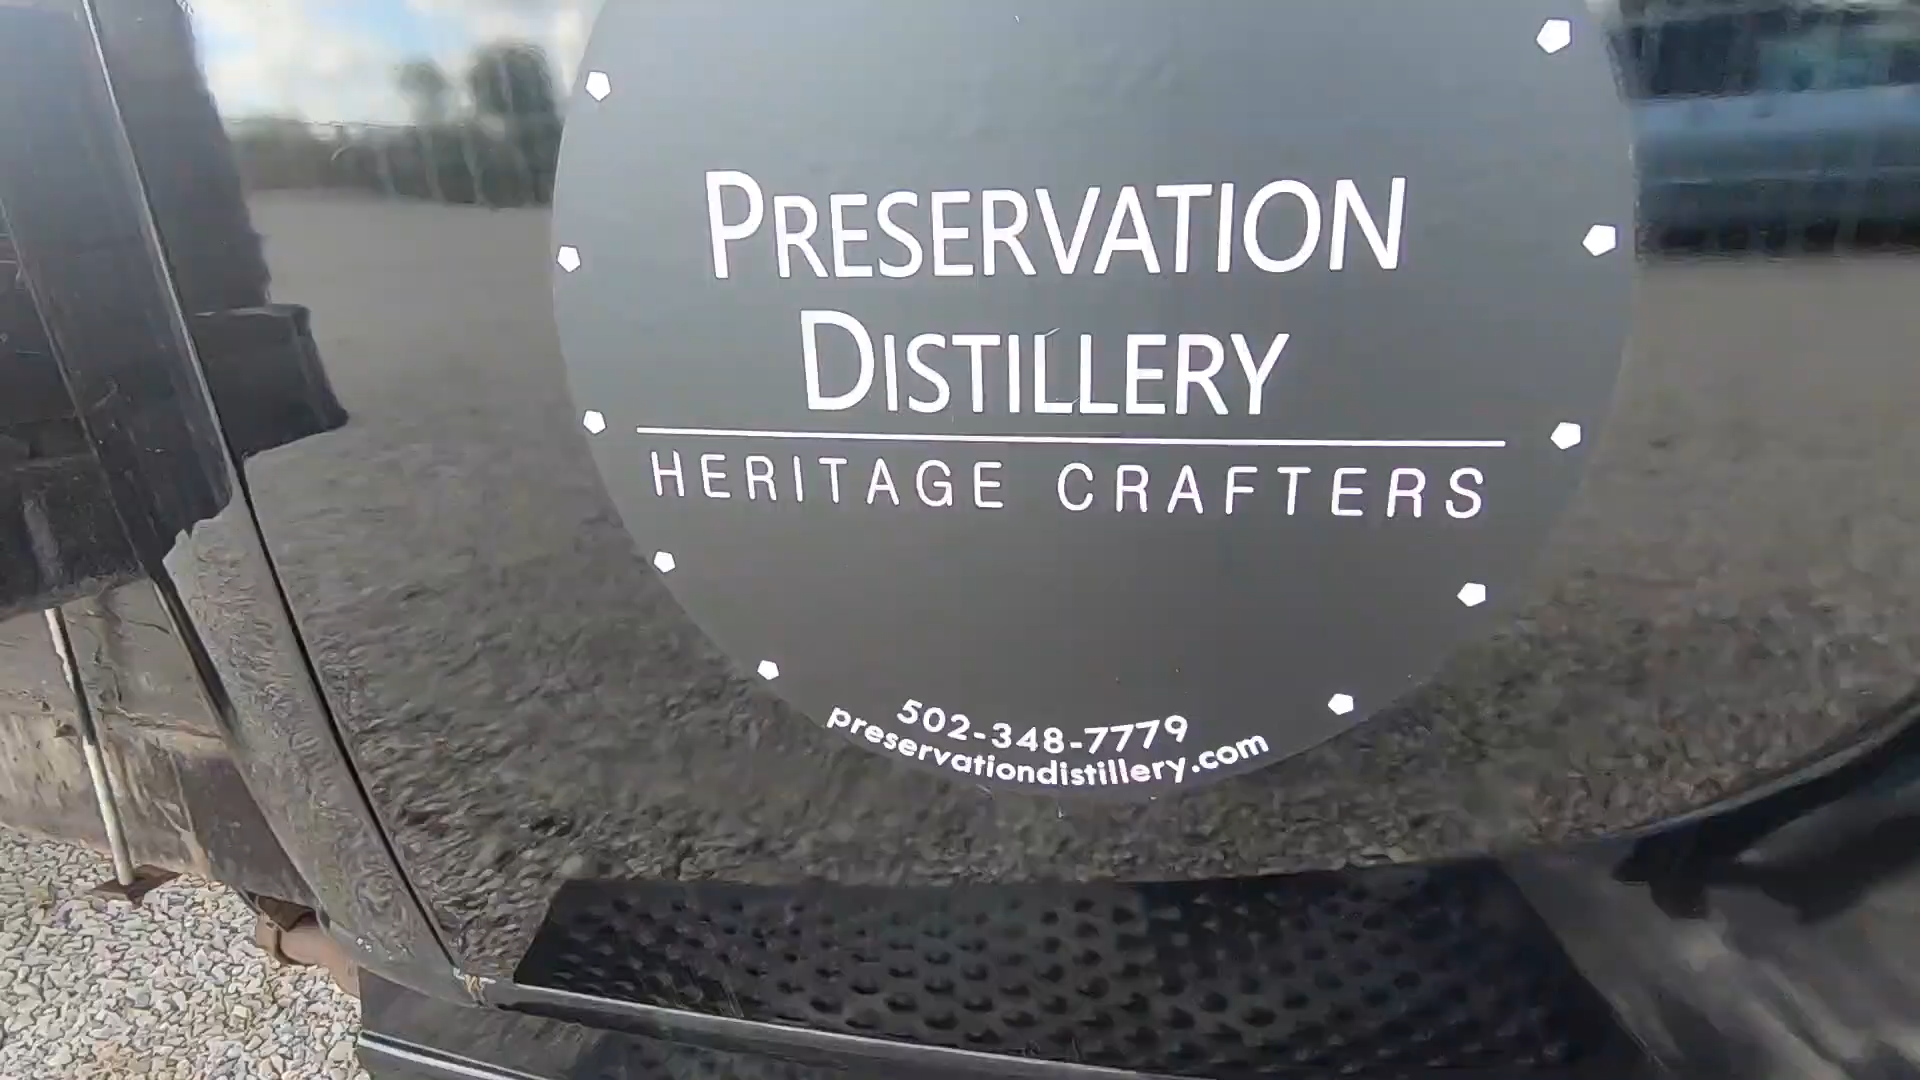 PRESERVATION
DISTILLERY
HERITAGE CRAFTERS
502-348-7779
preservationdistillery.com